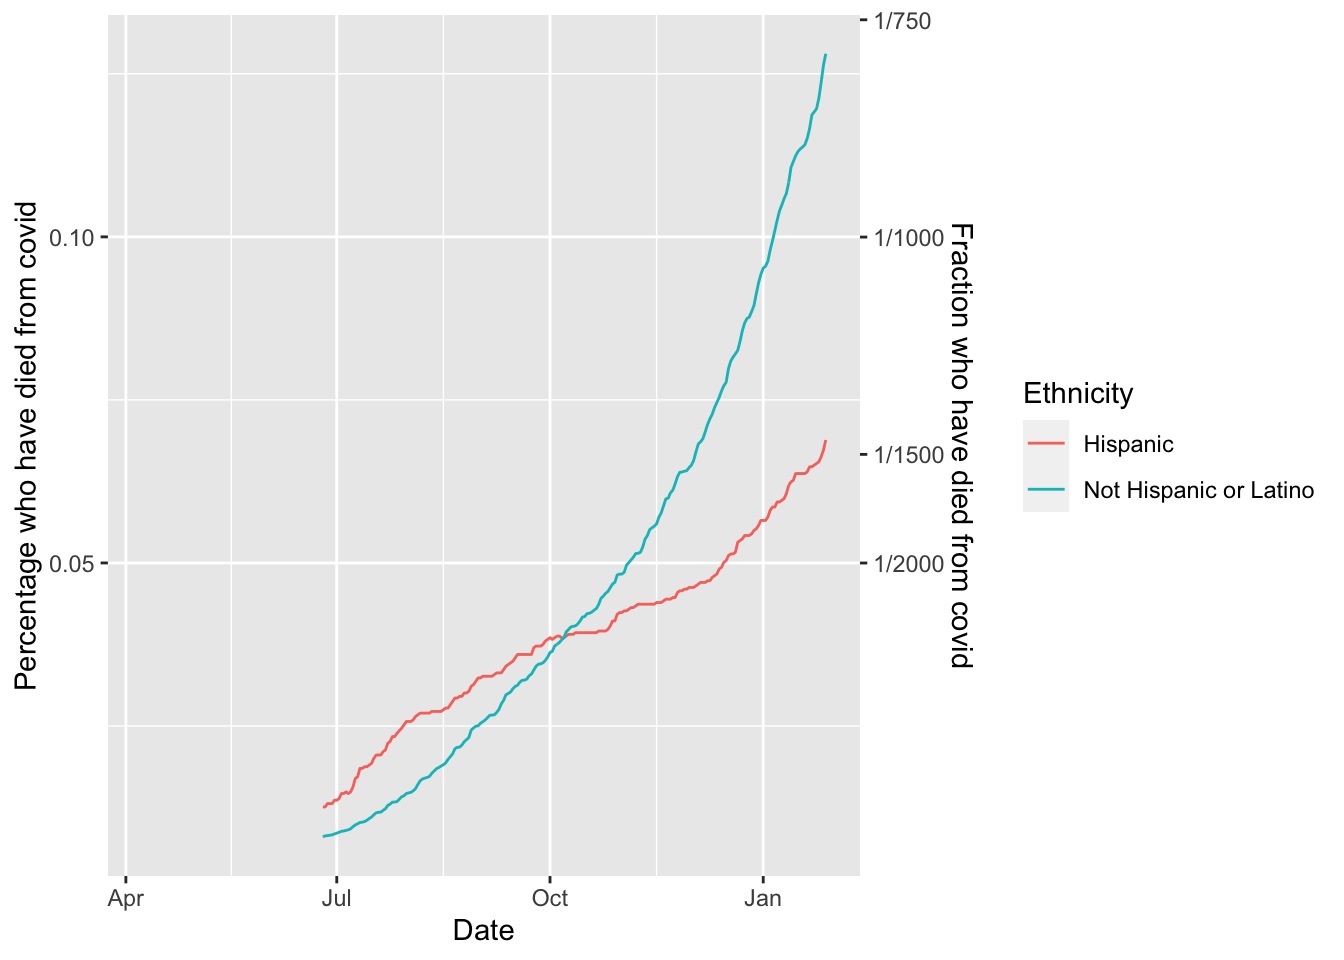 Percentage who have died from covid
0.10
0.05
1/750
1/1000
1/1500
1/2000
Fraction who have died from covid
Apr
Jul
Oct
Jan
Date
Ethnicity
Hispanic
Not Hispanic or Latino